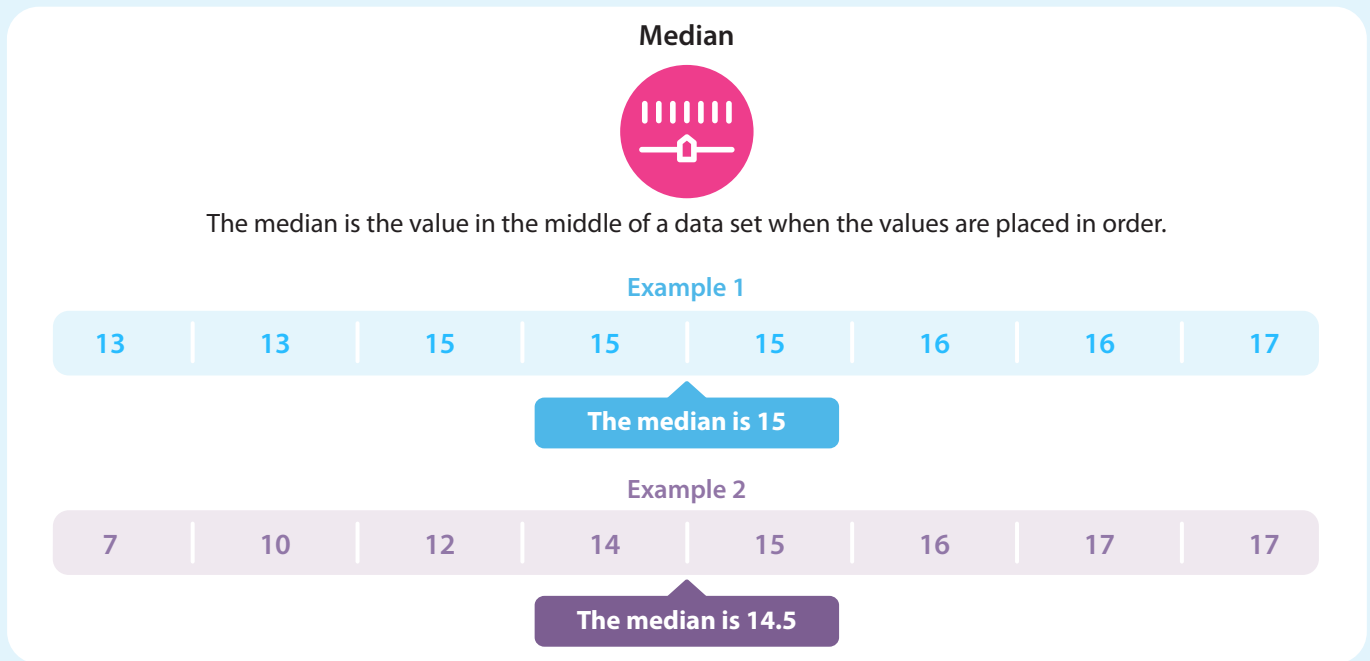 Median
The median is the value in the middle of a data set when the values are placed in order.
Example 1
13 13 15 15 15 16 16 17
The median is 15
Example 2
7 10 12 14 15 16 17 17
The median is 14.5